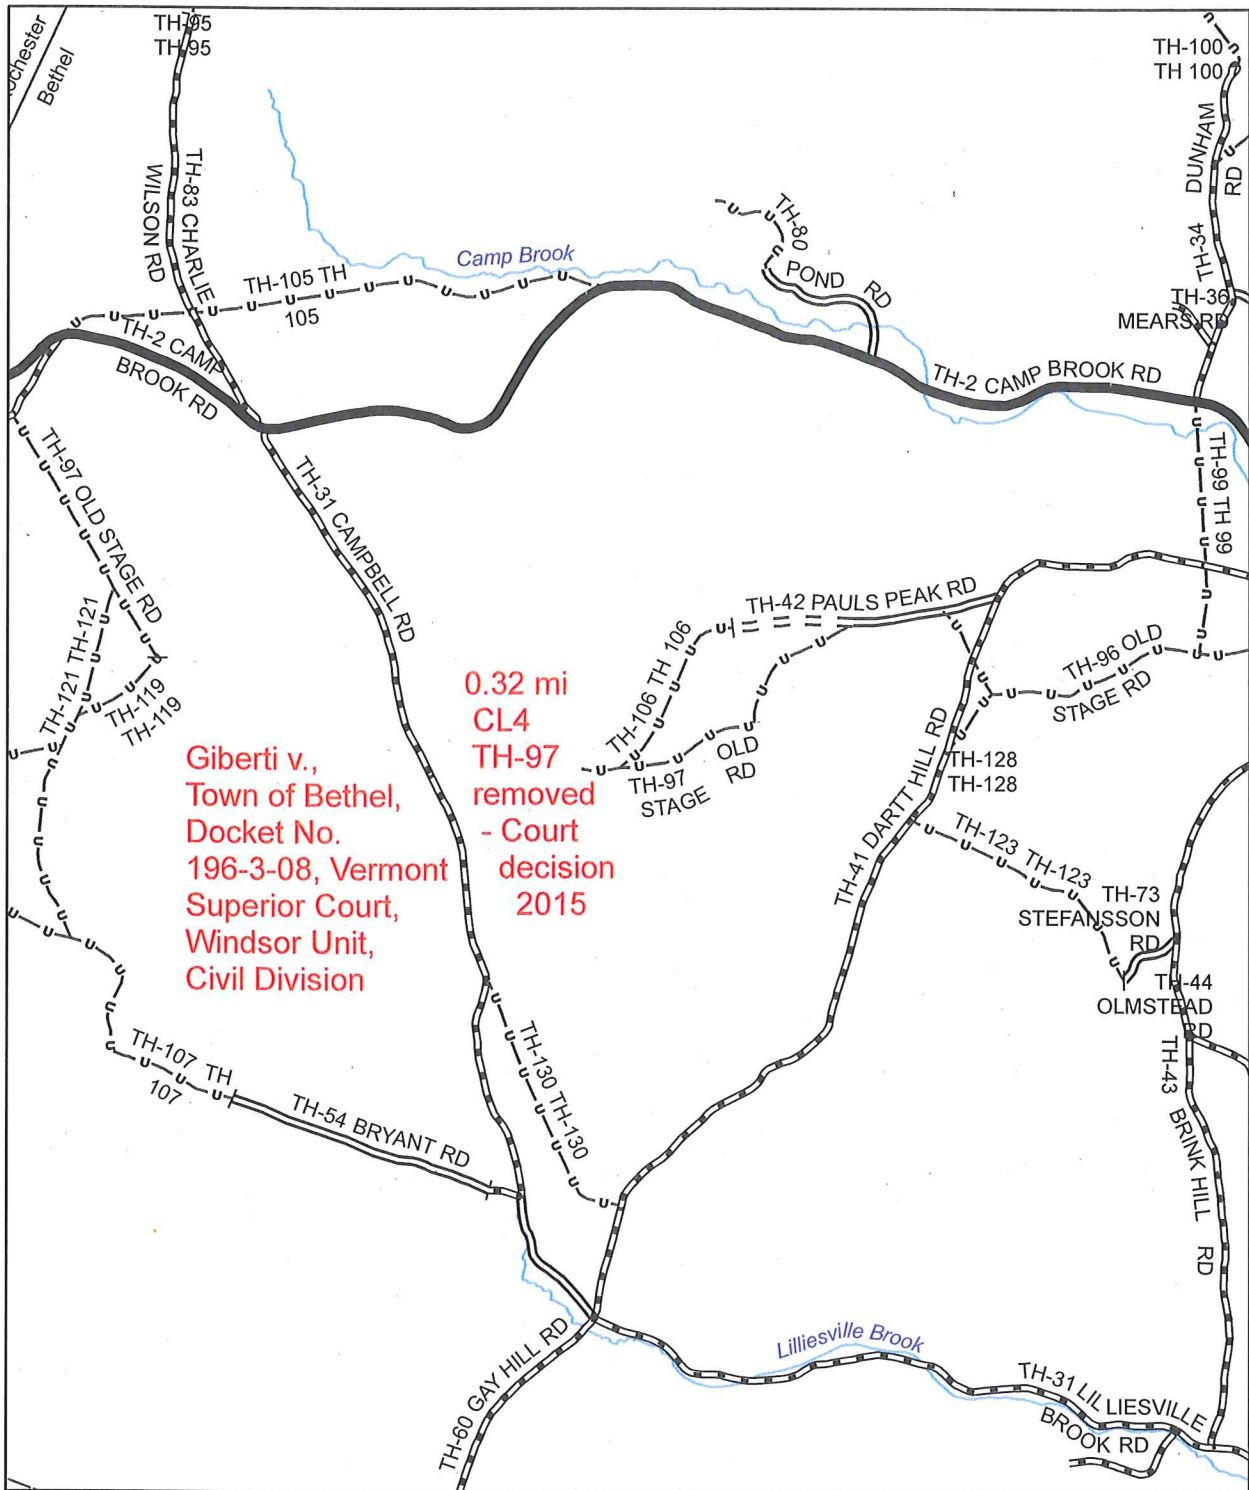 TH-95
TH-95
ochester
Bethel
TH-100
TH 100
DUNHAM
RD
TH-34
TH-83 CHARLIE
WILSON RD
Camp Brook
TH-80
POND RD
TH-105 TH
105
TH-36
MEARS RD
TH-2 CAMP
BROOK RD
TH-2 CAMP BROOK RD
TH-97 OLD STAGE RD
TH-31 CAMPBELL RD
TH-99 TH 99
TH-42 PAULS PEAK RD
TH-106 TH 106
TH-96 OLD
STAGE RD
TH-121 TH-121
TH-119
TH-119
0.32 mi
CL4
TH-97
removed
- Court
decision
2015
Giberti v.,
Town of Bethel,
Docket No.
196-3-08, Vermont
Superior Court,
Windsor Unit,
Civil Division
TH-97 OLD
STAGE RD
TH-128
TH-128
TH-41 DARTT HILL RD
TH-123 TH-123
TH-73
STEFANSSON
RD
TH-44
OLMSTEAD
RD
TH-107 TH
107
TH-54 BRYANT RD
TH-130 TH-130
TH-43 BRINK HILL RD
TH-60 GAY HILL RD
Lilliesville Brook
TH-31 LILLIESVILLE
BROOK RD